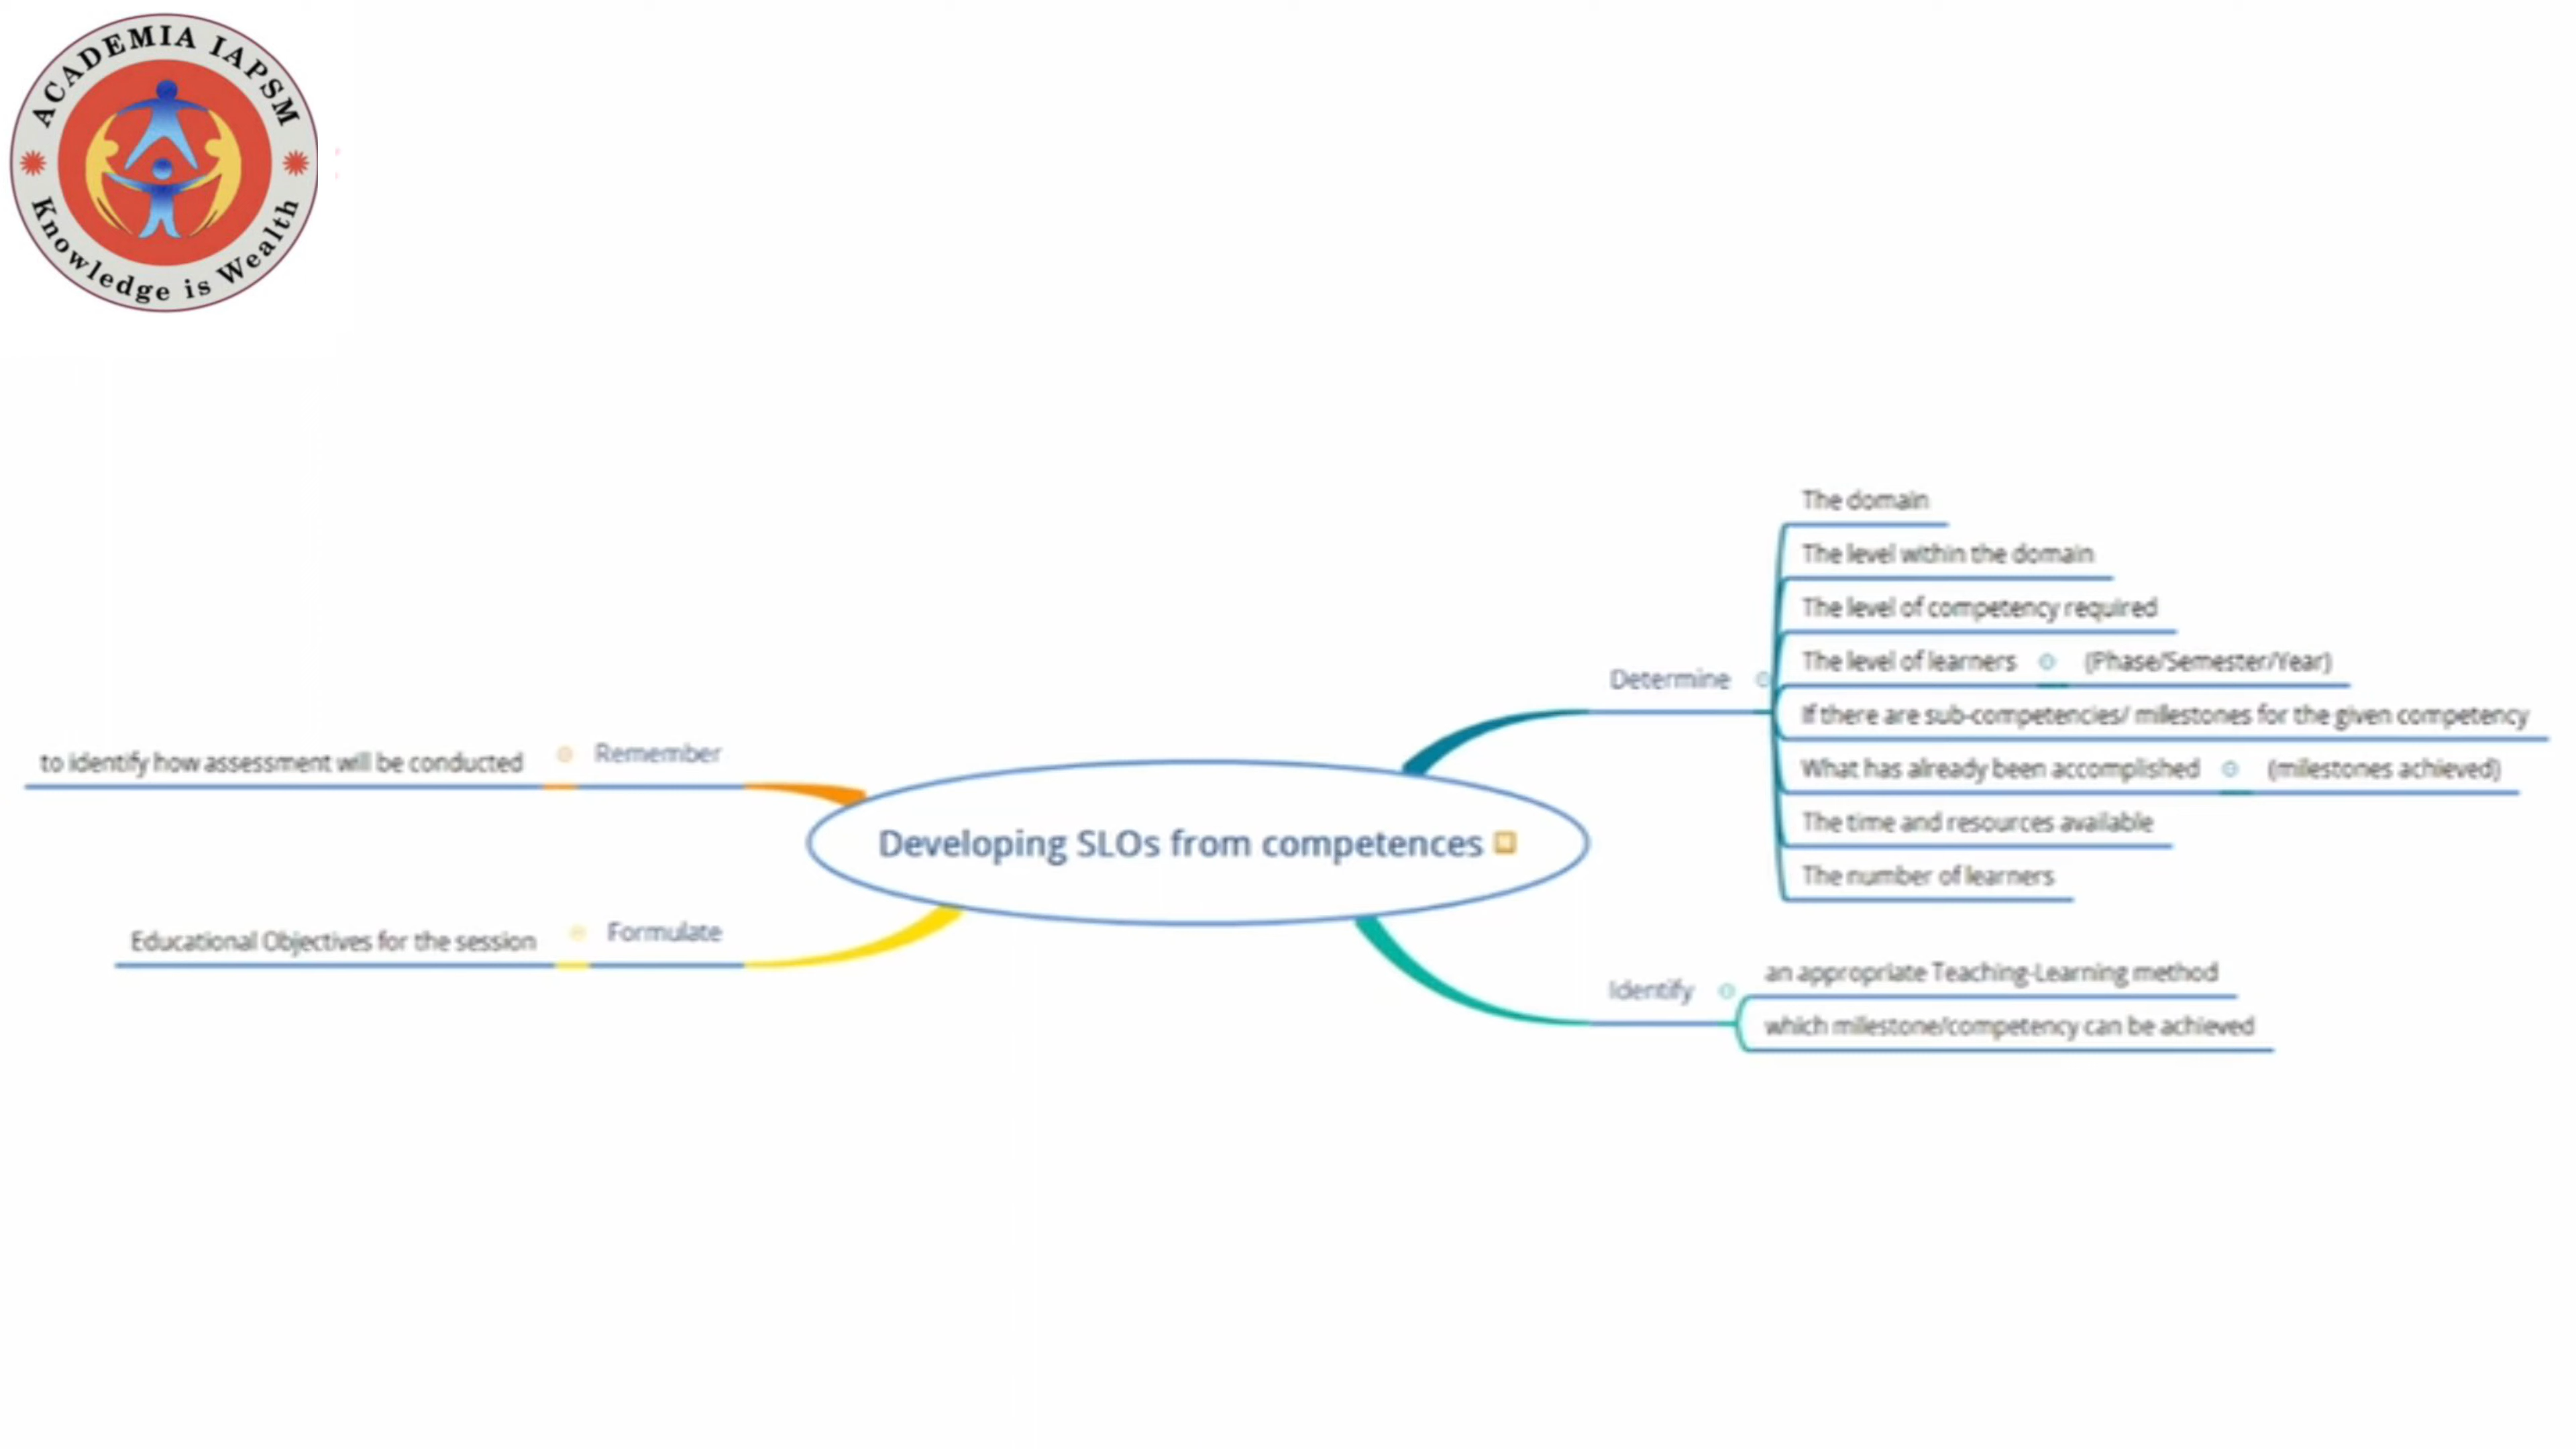 ACADEMIA IAPSM
Knowledge is Wealth
Developing SLOs from competences
Determine
The domain
The level within the domain
The level of competency required
The level of learners (Phase/Semester/Year)
If there are sub-competencies/ milestones for the given competency
What has already been accomplished (milestones achieved)
The time and resources available
The number of learners
Identify
an appropriate Teaching-Learning method
which milestone/competency can be achieved
Formulate
Educational Objectives for the session
Remember
to identify how assessment will be conducted